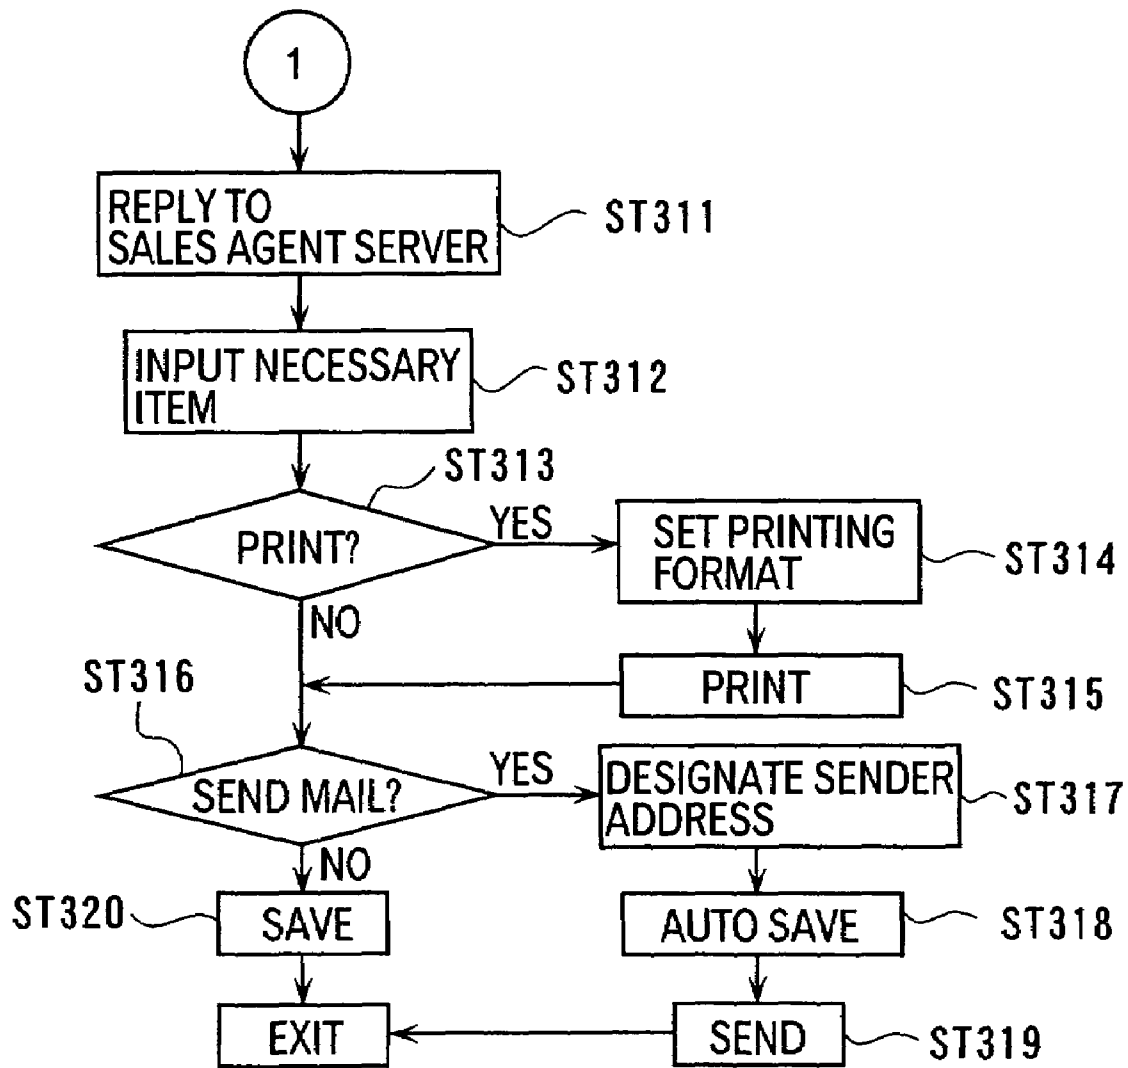 1
REPLY TO
SALES AGENT SERVER
ST311
INPUT NECESSARY
ITEM
ST312
ST313
PRINT?
YES
SET PRINTING
FORMAT
ST314
NO
PRINT
ST315
ST316
SEND MAIL?
YES
DESIGNATE SENDER
ADDRESS
ST317
NO
ST320
SAVE
AUTO SAVE
ST318
EXIT
SEND
ST319